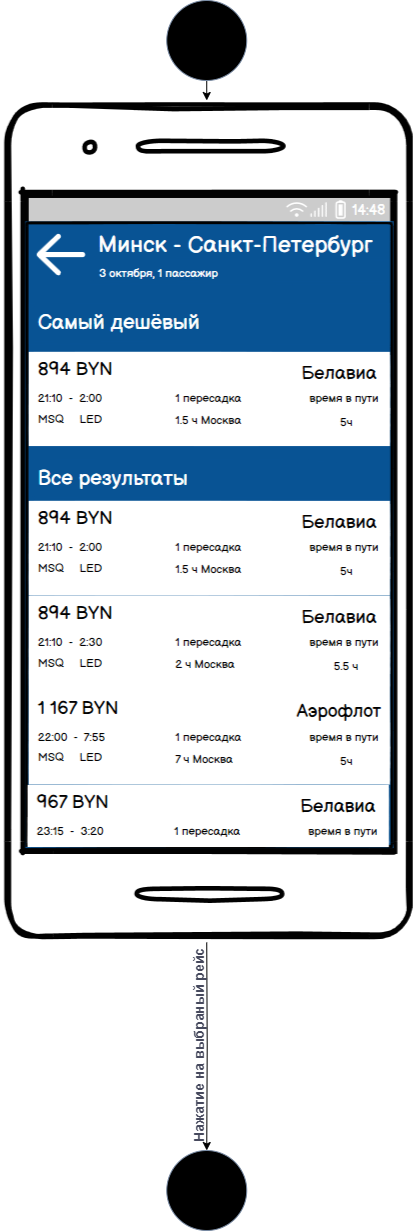 14:48
Минск - Санкт-Петербург
3 октября, 1 пассажир
Самый дешёвый
894 BYN Белавиа
21:10 - 2:00 1 пересадка время в пути
MSQ LED 1.5 ч Москва 5ч
Все результаты
894 BYN Белавиа
21:10 - 2:00 1 пересадка время в пути
MSQ LED 1.5 ч Москва 5ч
894 BYN Белавиа
21:10 - 2:30 1 пересадка время в пути
MSQ LED 2 ч Москва 5.5 ч
1 167 BYN Аэрофлот
22:00 - 7:55 1 пересадка время в пути
MSQ LED 7 ч Москва 5ч
967 BYN Белавиа
23:15 - 3:20 1 пересадка время в пути
Нажатие на выбраный рейс